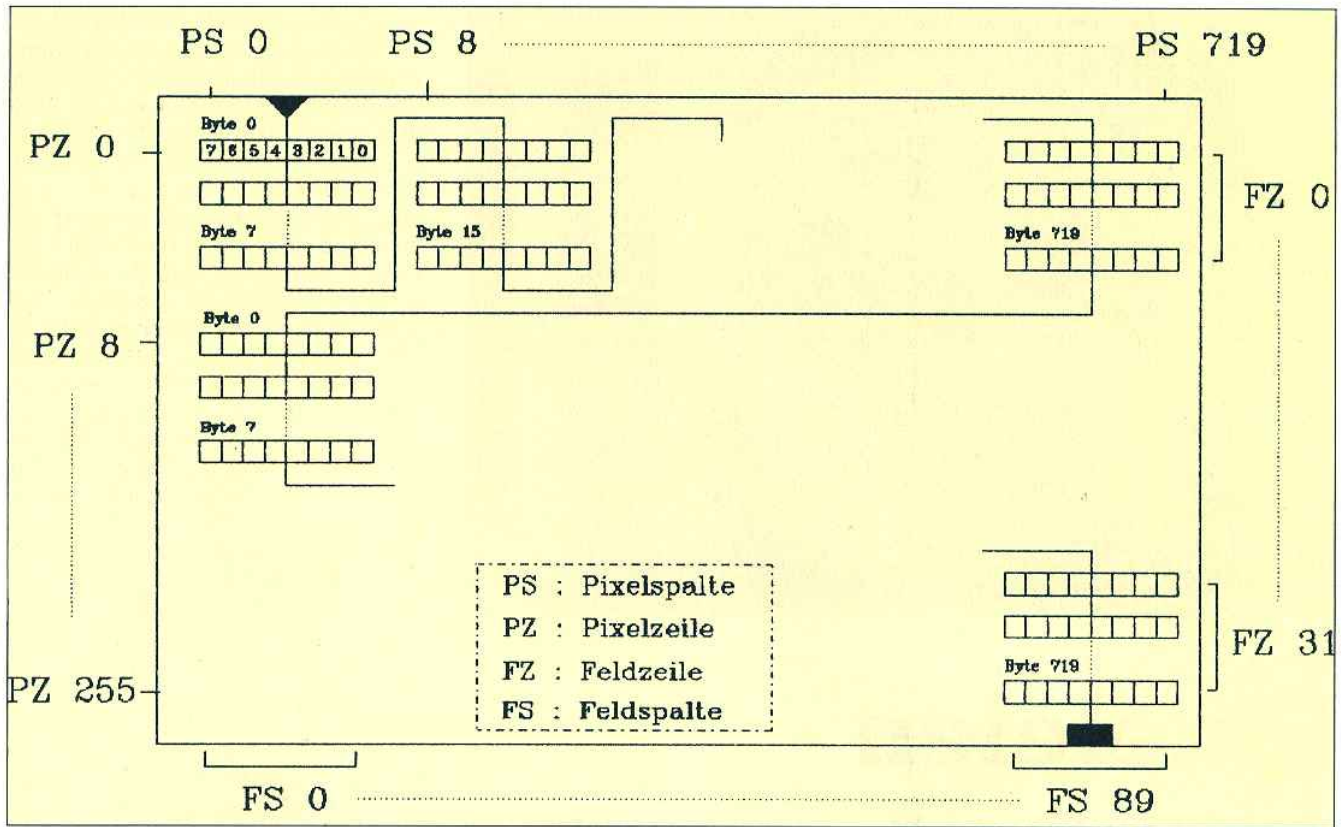 PS 0 PS 8 PS 719
Byte 0
PZ 0 7 6 5 4 3 2 1 0
FZ 0
Byte 7 Byte 15 Byte 719
Byte 0
PZ 8
Byte 7
PS : Pixelspalte
PZ : Pixelzeile
FZ : Feldzeile
FS : Feldspalte
FZ 31
Byte 719
PZ 255
FS 0 FS 89